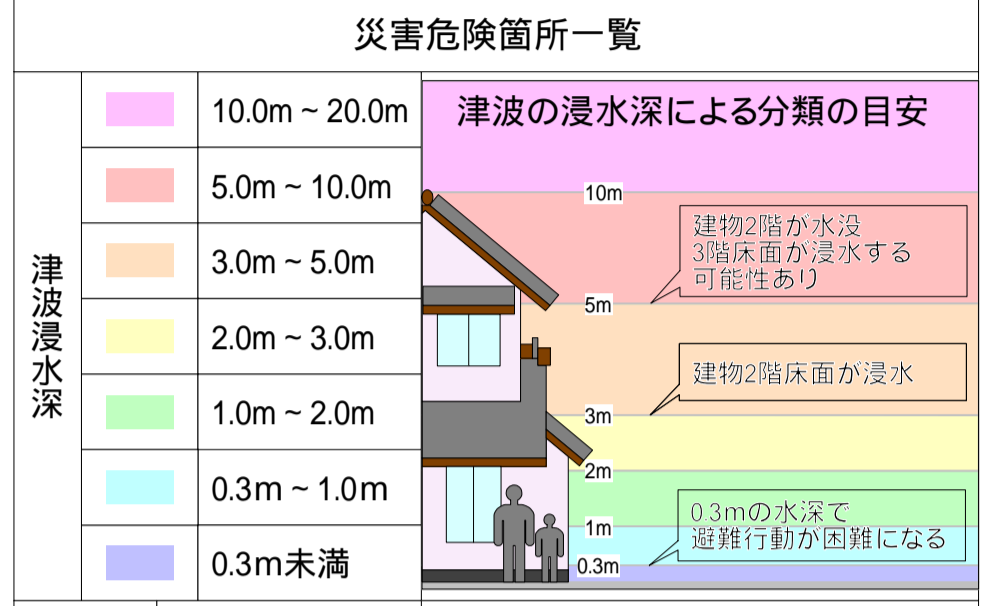 災害危険箇所一覧
津波浸水深
10.0m ~ 20.0m
5.0m ~ 10.0m
3.0m ~ 5.0m
2.0m ~ 3.0m
1.0m ~ 2.0m
0.3m ~ 1.0m
0.3m未満
津波の浸水深による分類の目安
10m
建物2階が水没
3階床面が浸水する
可能性あり
5m
建物2階床面が浸水
3m
2m
0.3mの水深で
避難行動が困難になる
1m
0.3m